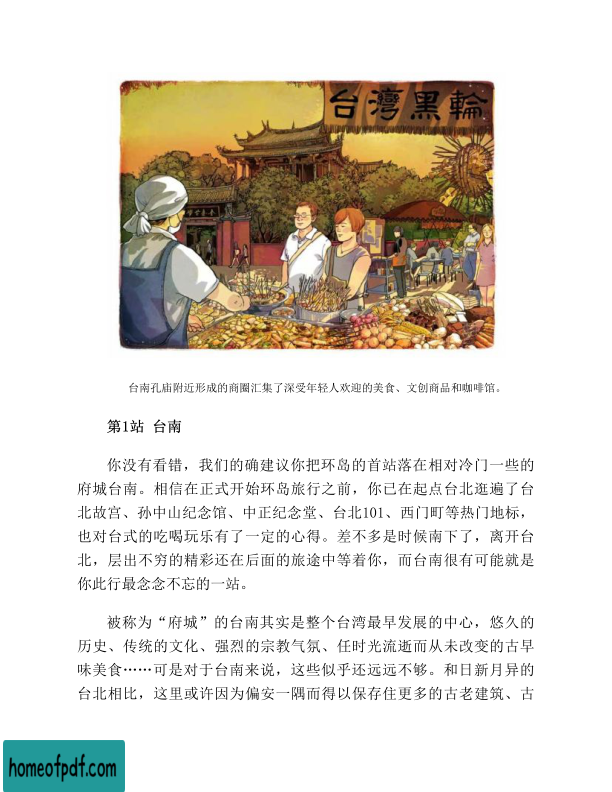 台灣黑輪
台南孔庙附近形成的商圈汇集了深受年轻人欢迎的美食、文创商品和咖啡馆。
第1站 台南
你没有看错，我们的确建议你把环岛的首站落在相对冷门一些的
府城台南。相信在正式开始环岛旅行之前，你已在起点台北逛遍了台
北故宫、孙中山纪念馆、中正纪念堂、台北101、西门町等热门地标，
也对台式的吃喝玩乐有了一定的心得。差不多是时候南下了，离开台
北，层出不穷的精彩还在后面的旅途中等着你，而台南很有可能就是
你此行最念念不忘的一站。
被称为“府城”的台南其实是整个台湾最早发展的中心，悠久的
历史、传统的文化、强烈的宗教气氛、任时光流逝而从未改变的古早
味美食……可是对于台南来说，这些似乎还远远不够。和日新月异的
台北相比，这里或许因为偏安一隅而得以保存住更多的古老建筑、古
homeofpdf.com